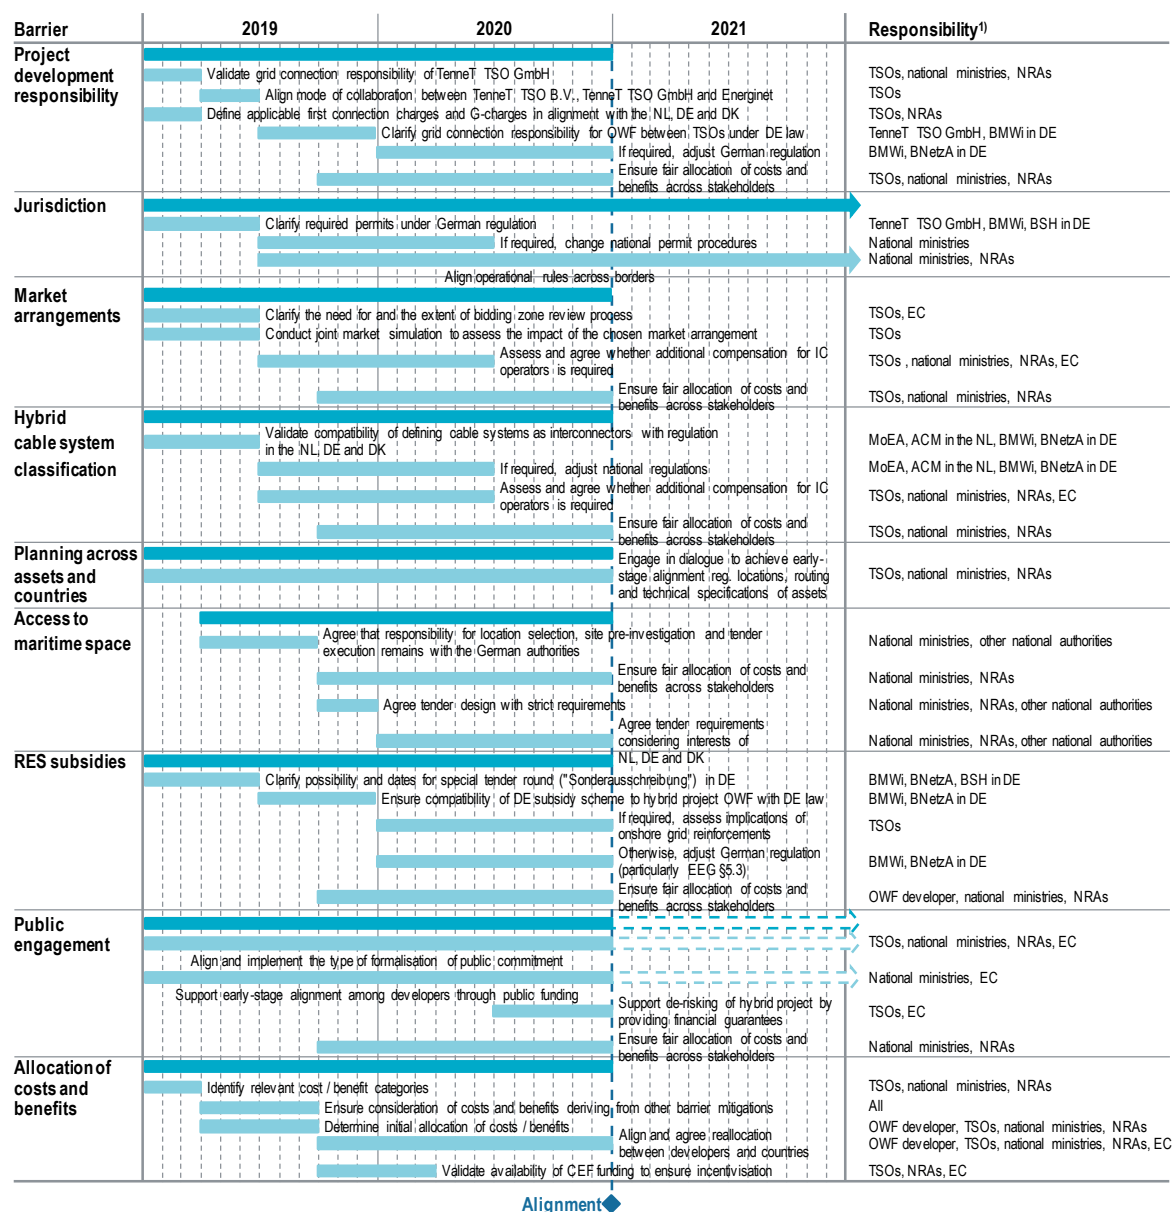 Barrier 2019 2020 2021 Responsibility1)
Project
development
responsibility
Validate grid connection responsibility of TenneT TSO GmbH TSOs, national ministries, NRAs
Align mode of collaboration between TenneT TSO B.V., TenneT TSO GmbH and Energinet TSOs
Define applicable first connection charges and G-charges in alignment with the NL, DE and DK TSOs, NRAs
Clarify grid connection responsibility for OWF between TSOs under DE law TenneT TSO GmbH, BMWi in DE
If required, adjust German regulation BMWi, BNetzA in DE
Ensure fair allocation of costs and
benefits across stakeholders
TSOs, national ministries, NRAs
Jurisdiction
Clarify required permits under German regulation TenneT TSO GmbH, BMWi, BSH in DE
If required, change national permit procedures National ministries
National ministries, NRAs
Align operational rules across borders
Market
arrangements
Clarify the need for and the extent of bidding zone review process TSOs, EC
Conduct joint market simulation to assess the impact of the chosen market arrangement TSOs
Assess and agree whether additional compensation for IC
operators is required
TSOs , national ministries, NRAs, EC
Ensure fair allocation of costs and
benefits across stakeholders
TSOs, national ministries, NRAs
Hybrid
cable system
classification
Validate compatibility of defining cable systems as interconnectors with regulation
in the NL, DE and DK
MoEA, ACM in the NL, BMWi, BNetzA in DE
If required, adjust national regulations MoEA, ACM in the NL, BMWi, BNetzA in DE
Assess and agree whether additional compensation for IC
operators is required
TSOs, national ministries, NRAs, EC
Ensure fair allocation of costs and
benefits across stakeholders
TSOs, national ministries, NRAs
Planning across
assets and
countries
Engage in dialogue to achieve early-
stage alignment reg. locations, routing
and technical specifications of assets
TSOs, national ministries, NRAs
Access to
maritime space
Agree that responsibility for location selection, site pre-investigation and tender
execution remains with the German authorities
National ministries, other national authorities
Ensure fair allocation of costs and
benefits across stakeholders
National ministries, NRAs
Agree tender design with strict requirements National ministries, NRAs, other national authorities
Agree tender requirements
considering interests of
NL, DE and DK
National ministries, NRAs, other national authorities
RES subsidies
Clarify possibility and dates for special tender round ("Sonderausschreibung") in DE BMWi, BNetzA, BSH in DE
Ensure compatibility of DE subsidy scheme to hybrid project OWF with DE law BMWi, BNetzA in DE
If required, assess implications of
onshore grid reinforcements
TSOs
Otherwise, adjust German regulation
(particularly EEG §5.3)
BMWi, BNetzA in DE
Ensure fair allocation of costs and
benefits across stakeholders
OWF developer, national ministries, NRAs
Public
engagement
TSOs, national ministries, NRAs, EC
Align and implement the type of formalisation of public commitment
National ministries, EC
Support early-stage alignment among developers through public funding
Support de-risking of hybrid project by
providing financial guarantees
TSOs, EC
Ensure fair allocation of costs and
benefits across stakeholders
National ministries, NRAs
Allocation of
costs and
benefits
Identify relevant cost / benefit categories TSOs, national ministries, NRAs
Ensure consideration of costs and benefits deriving from other barrier mitigations All
Determine initial allocation of costs / benefits OWF developer, TSOs, national ministries, NRAs
Align and agree reallocation
between developers and countries
OWF developer, TSOs, national ministries, NRAs, EC
Validate availability of CEF funding to ensure incentivisation TSOs, NRAs, EC
Alignment